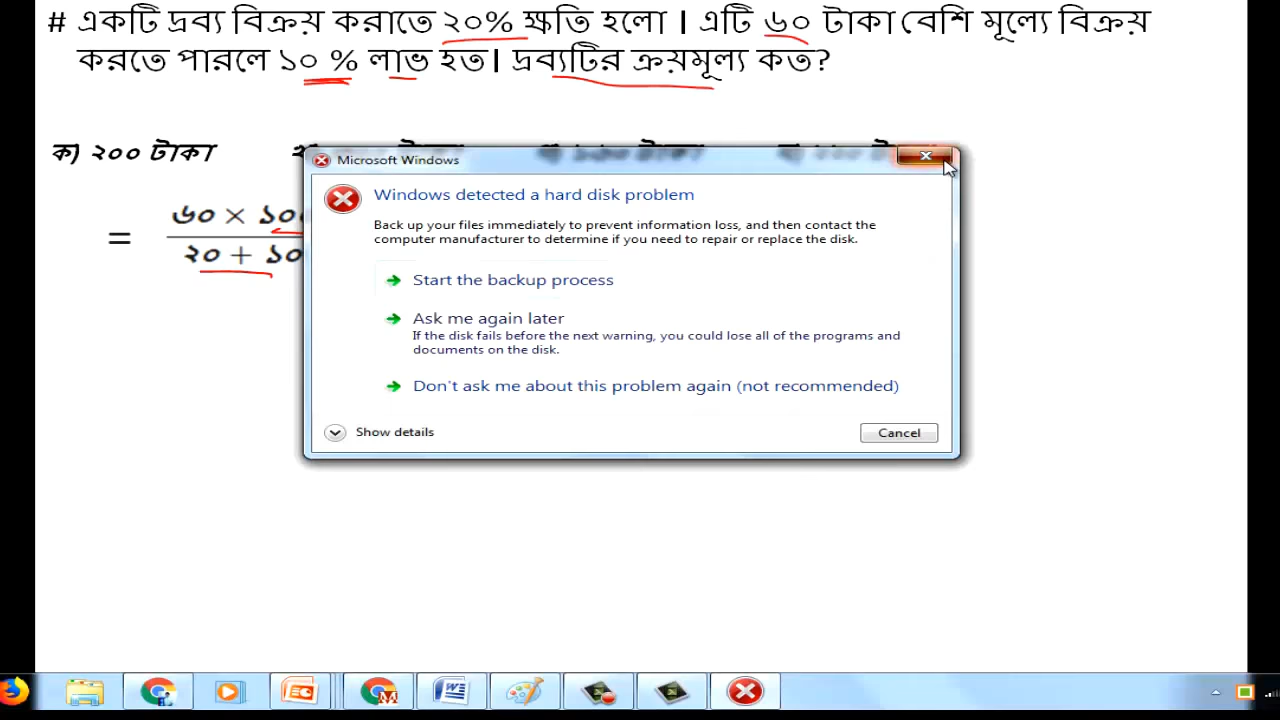 # একটি দ্রব্য বিক্রয় করাতে ২০% ক্ষতি হলো । এটি ৬০ টাকা বেশি মূল্যে বিক্রয়
করতে পারলে ১০ % লাভ হত। দ্রব্যটির ক্রয়মূল্য কত?
ক) ২০০ টাকা
= ৬০ × ১০০
২০ + ১০
Microsoft Windows
Windows detected a hard disk problem
Back up your files immediately to prevent information loss, and then contact the
computer manufacturer to determine if you need to repair or replace the disk.
Start the backup process
Ask me again later
If the disk fails before the next warning, you could lose all of the programs and
documents on the disk.
Don't ask me about this problem again (not recommended)
Show details
Cancel